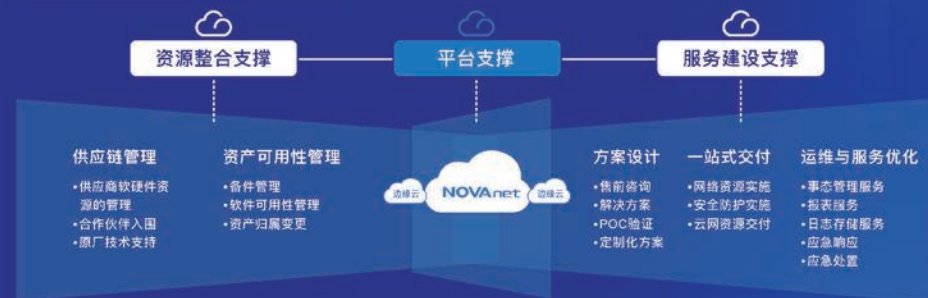 资源整合支撑
平台支撑
服务建设支撑
供应链管理
•供应商软硬件资
源的管理
•合作伙伴入围
•原厂技术支持
资产可用性管理
•备件管理
•软件可用性管理
•资产归属变更
边缘云
NOVAnet
边缘云
方案设计
•售前咨询
•解决方案
•POC验证
•定制化方案
一站式交付
•网络资源实施
•安全防护实施
•云网资源交付
运维与服务优化
•事态管理服务
•报表服务
•日志存储服务
•应急响应
•应急处置